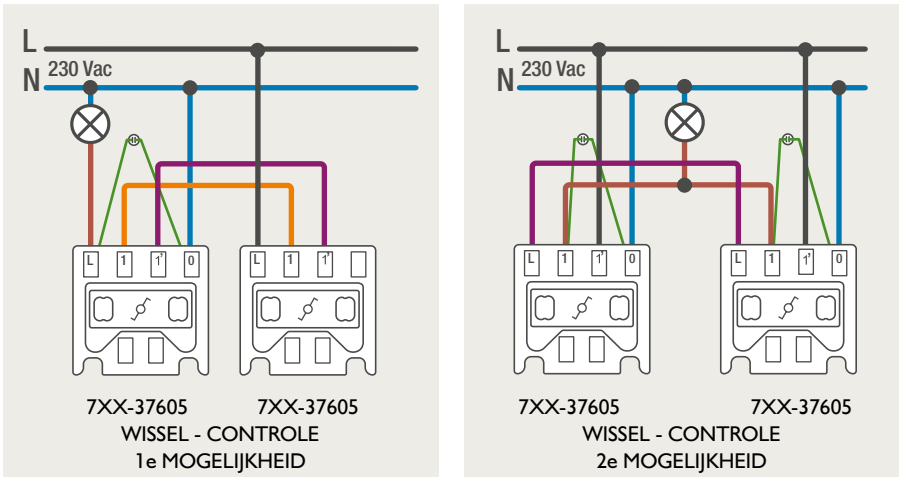 L
N 230 Vac
L 1 1' 0
L 1 1'
7XX-37605 7XX-37605
WISSEL - CONTROLE
1e MOGELIJKHEID
L
N 230 Vac
L 1 1' 0
L 1 1' 0
7XX-37605 7XX-37605
WISSEL - CONTROLE
2e MOGELIJKHEID